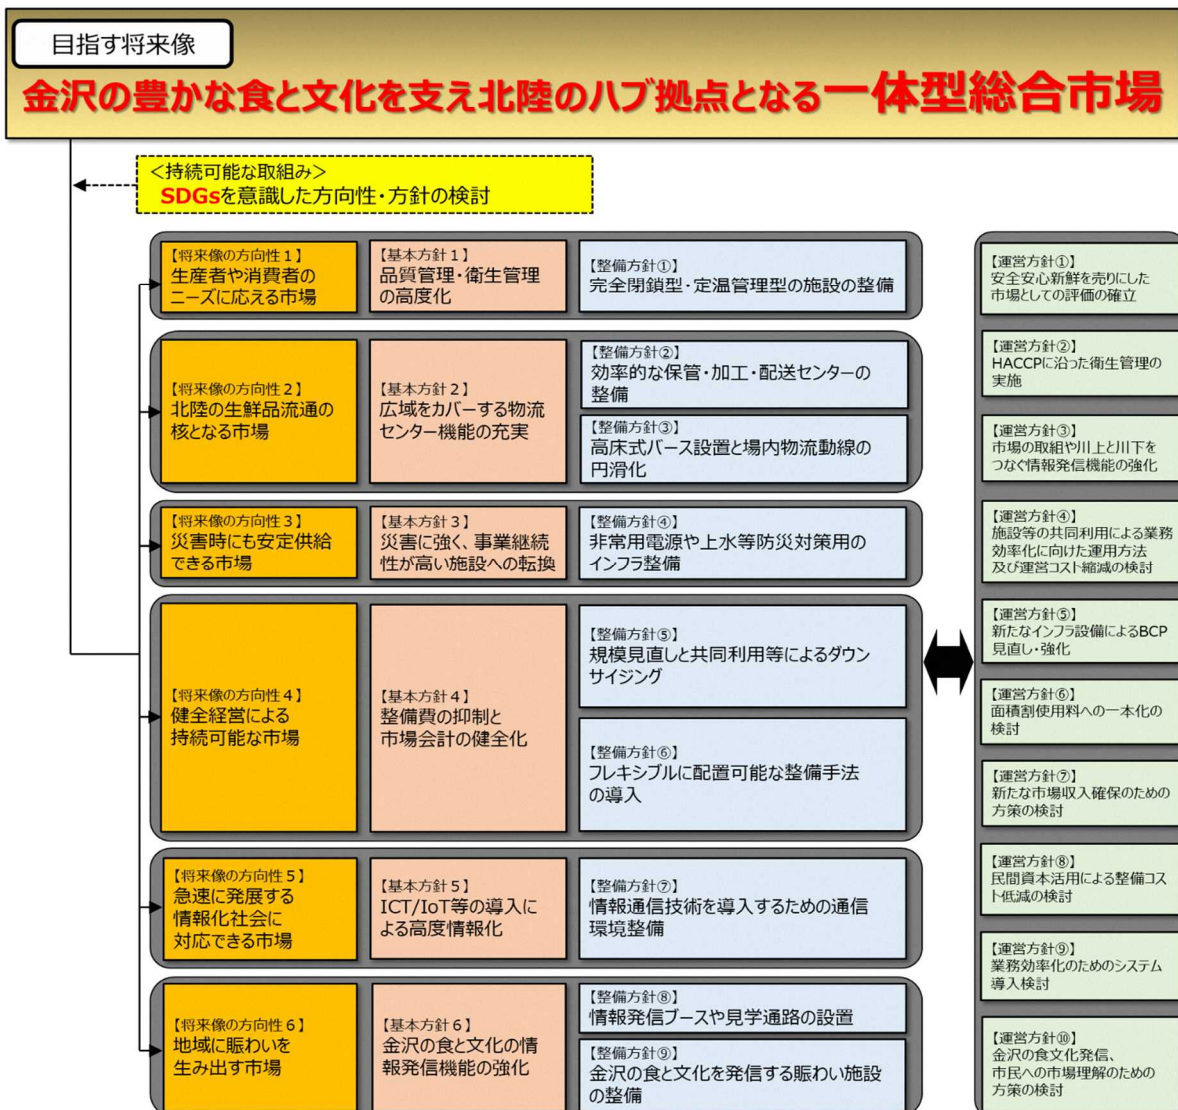 目指す将来像
金沢の豊かな食と文化を支え北陸のハブ拠点となる一体型総合市場
＜持続可能な取組み＞
SDGsを意識した方向性・方針の検討
【将来像の方向性１】
生産者や消費者の
ニーズに応える市場
【基本方針１】
品質管理・衛生管理
の高度化
【整備方針①】
完全閉鎖型・定温管理型の施設の整備
【将来像の方向性２】
北陸の生鮮品流通の
核となる市場
【基本方針２】
広域をカバーする物流
センター機能の充実
【整備方針②】
効率的な保管・加工・配送センターの
整備
【整備方針③】
高床式バース設置と場内物流動線の
円滑化
【将来像の方向性３】
災害時にも安定供給
できる市場
【基本方針３】
災害に強く、事業継続
性が高い施設への転換
【整備方針④】
非常用電源や上水等防災対策用の
インフラ整備
【将来像の方向性４】
健全経営による
持続可能な市場
【基本方針４】
整備費の抑制と
市場会計の健全化
【整備方針⑤】
規模見直しと共同利用等によるダウン
サイジング
【整備方針⑥】
フレキシブルに配置可能な整備手法
の導入
【将来像の方向性５】
急速に発展する
情報化社会に
対応できる市場
【基本方針５】
ICT/IoT等の導入に
よる高度情報化
【整備方針⑦】
情報通信技術を導入するための通信
環境整備
【将来像の方向性６】
地域に賑わいを
生み出す市場
【基本方針６】
金沢の食と文化の情
報発信機能の強化
【整備方針⑧】
情報発信ブースや見学通路の設置
【整備方針⑨】
金沢の食と文化を発信する賑わい施設
の整備
【運営方針①】
安全安心新鮮を売りにした
市場としての評価の確立
【運営方針②】
HACCPに沿った衛生管理の
実施
【運営方針③】
市場の取組や川上と川下を
つなぐ情報発信機能の強化
【運営方針④】
施設等の共同利用による業務
効率化に向けた運用方法
及び運営コスト縮減の検討
【運営方針⑤】
新たなインフラ設備によるBCP
見直し・強化
【運営方針⑥】
面積割使用料への一本化の
検討
【運営方針⑦】
新たな市場収入確保のための
方策の検討
【運営方針⑧】
民間資本活用による整備コス
ト低減の検討
【運営方針⑨】
業務効率化のためのシステム
導入検討
【運営方針⑩】
金沢の食文化発信、
市民への市場理解のための
方策の検討